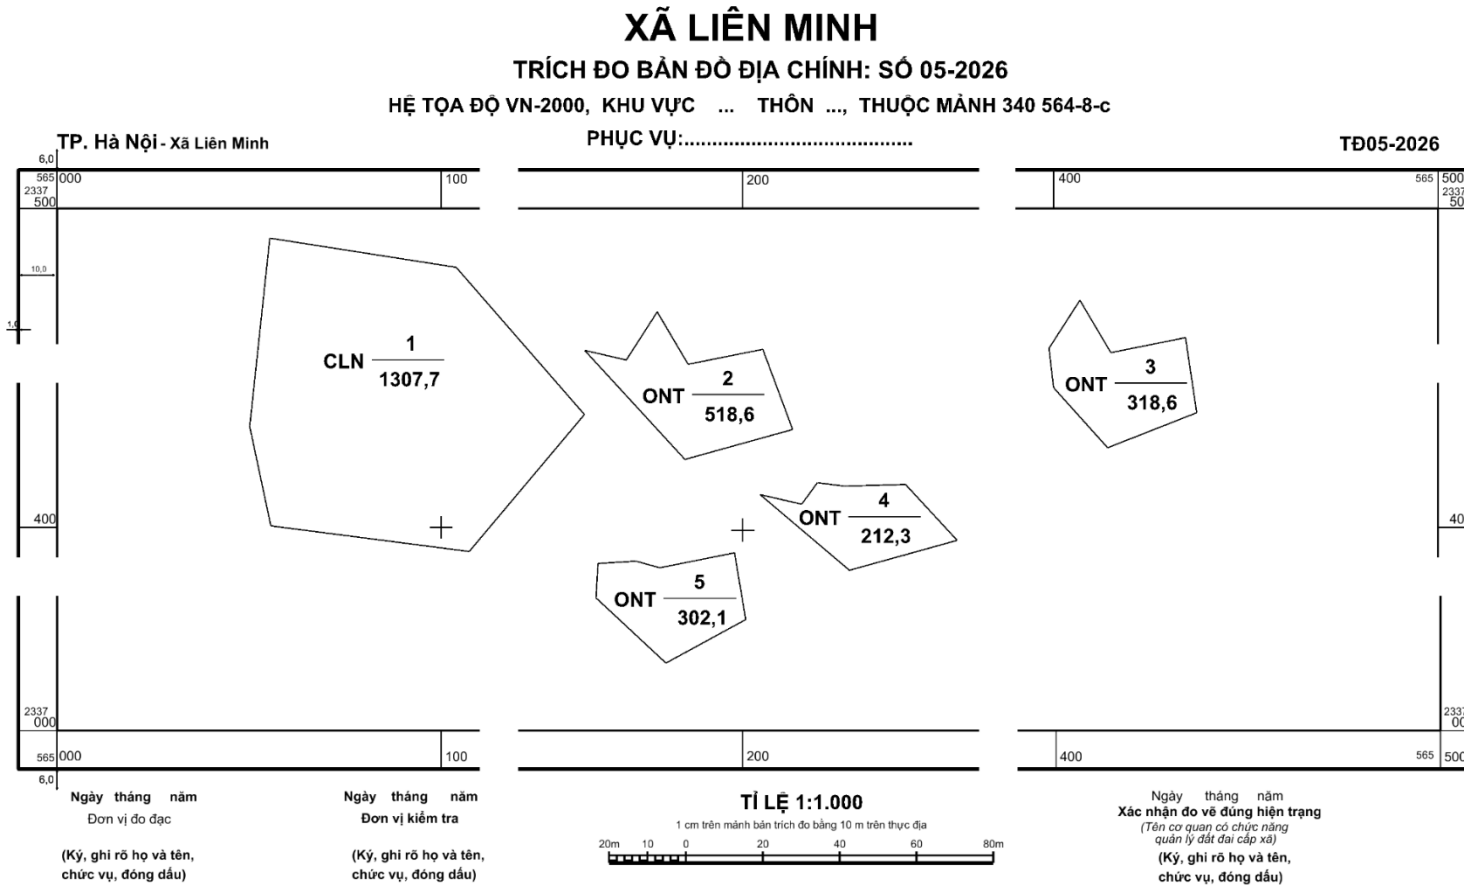 XÃ LIÊN MINH
TRÍCH ĐO BẢN ĐỒ ĐỊA CHÍNH: SỐ 05-2026
HỆ TỌA ĐỘ VN-2000, KHU VỰC ... THÔN ..., THUỘC MẢNH 340 564-8-c
TP. Hà Nội - Xã Liên Minh
PHỤC VỤ:.........................................
TĐ05-2026
6,0
565 000 100 200 400 565 500
2337 2337
500 50
10,0
1,0
1
CLN
1307,7
2
ONT
518,6
3
ONT
318,6
4
ONT
212,3
400 40
5
ONT
302,1
2337 2337
000 00
565 000 100 200 400 565 500
6,0
Ngày tháng năm
Đơn vị đo đạc
(Ký, ghi rõ họ và tên,
chức vụ, đóng dấu)
Ngày tháng năm
Đơn vị kiểm tra
(Ký, ghi rõ họ và tên,
chức vụ, đóng dấu)
TỈ LỆ 1:1.000
1 cm trên mảnh bản trích đo bằng 10 m trên thực địa
20m 10 0 20 40 60 80m
Ngày tháng năm
Xác nhận đo vẽ đúng hiện trạng
(Tên cơ quan có chức năng
quản lý đất đai cấp xã)
(Ký, ghi rõ họ và tên,
chức vụ, đóng dấu)